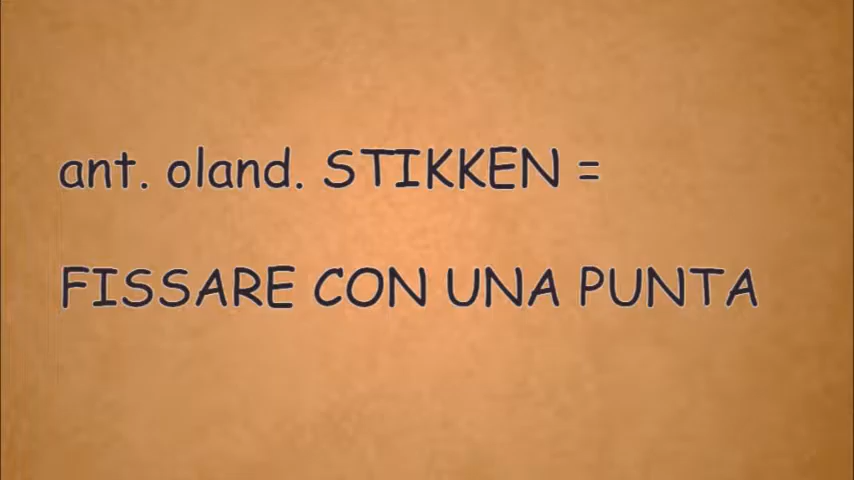 ant. oland. STIKKEN =
FISSARE CON UNA PUNTA